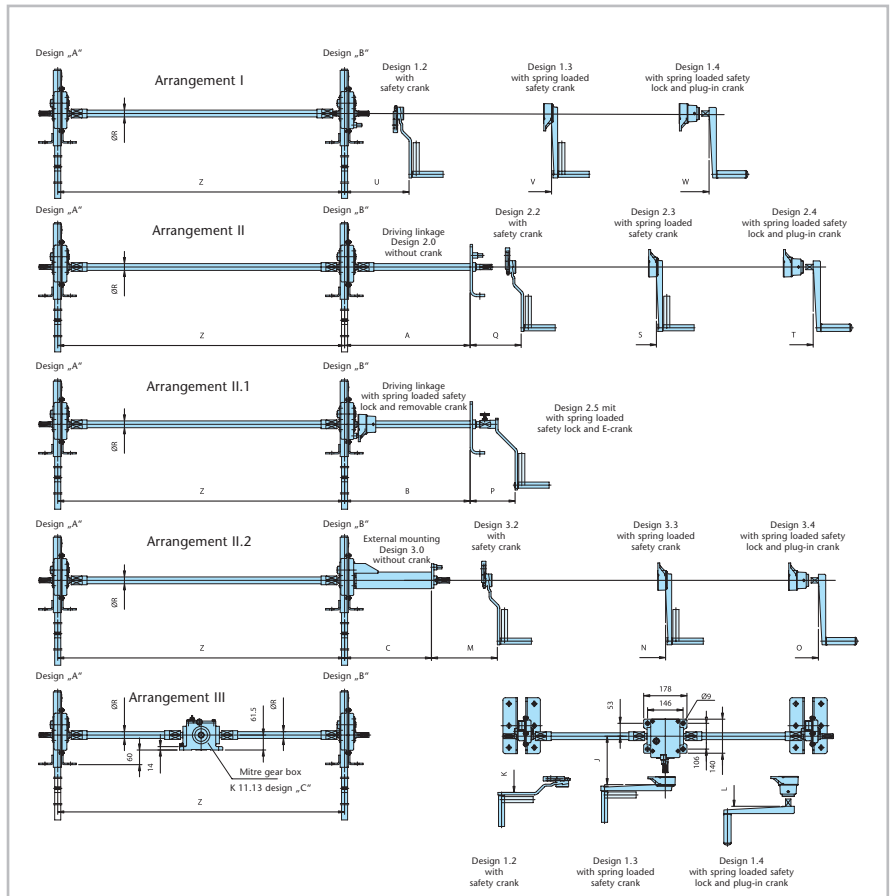 Design „A“
Design „B“
Arrangement I
Design 1.2
with
safety crank
Design 1.3
with spring loaded
safety crank
Design 1.4
with spring loaded safety
lock and plug-in crank
ØR
Z
U
V
W
Design „A“
Design „B“
Arrangement II
Driving linkage
Design 2.0
without crank
Design 2.2
with
safety crank
Design 2.3
with spring loaded
safety crank
Design 2.4
with spring loaded safety
lock and plug-in crank
ØR
Z
A
Q
S
T
Design „A“
Design „B“
Arrangement II.1
Driving linkage
with spring loaded safety
lock and removable crank
Design 2.5 mit
with spring loaded
safety lock and E-crank
ØR
Z
B
P
Design „A“
Design „B“
Arrangement II.2
External mounting
Design 3.0
without crank
Design 3.2
with
safety crank
Design 3.3
with spring loaded
safety crank
Design 3.4
with spring loaded safety
lock and plug-in crank
ØR
Z
C
M
N
O
Design „A“
Design „B“
Arrangement III
ØR
61.5
ØR
60
14
Mitre gear box
K 11.13 design „C“
Z
178
146
Ø9
53
106
140
J
K
L
Design 1.2
with
safety crank
Design 1.3
with spring loaded
safety crank
Design 1.4
with spring loaded safety
lock and plug-in crank